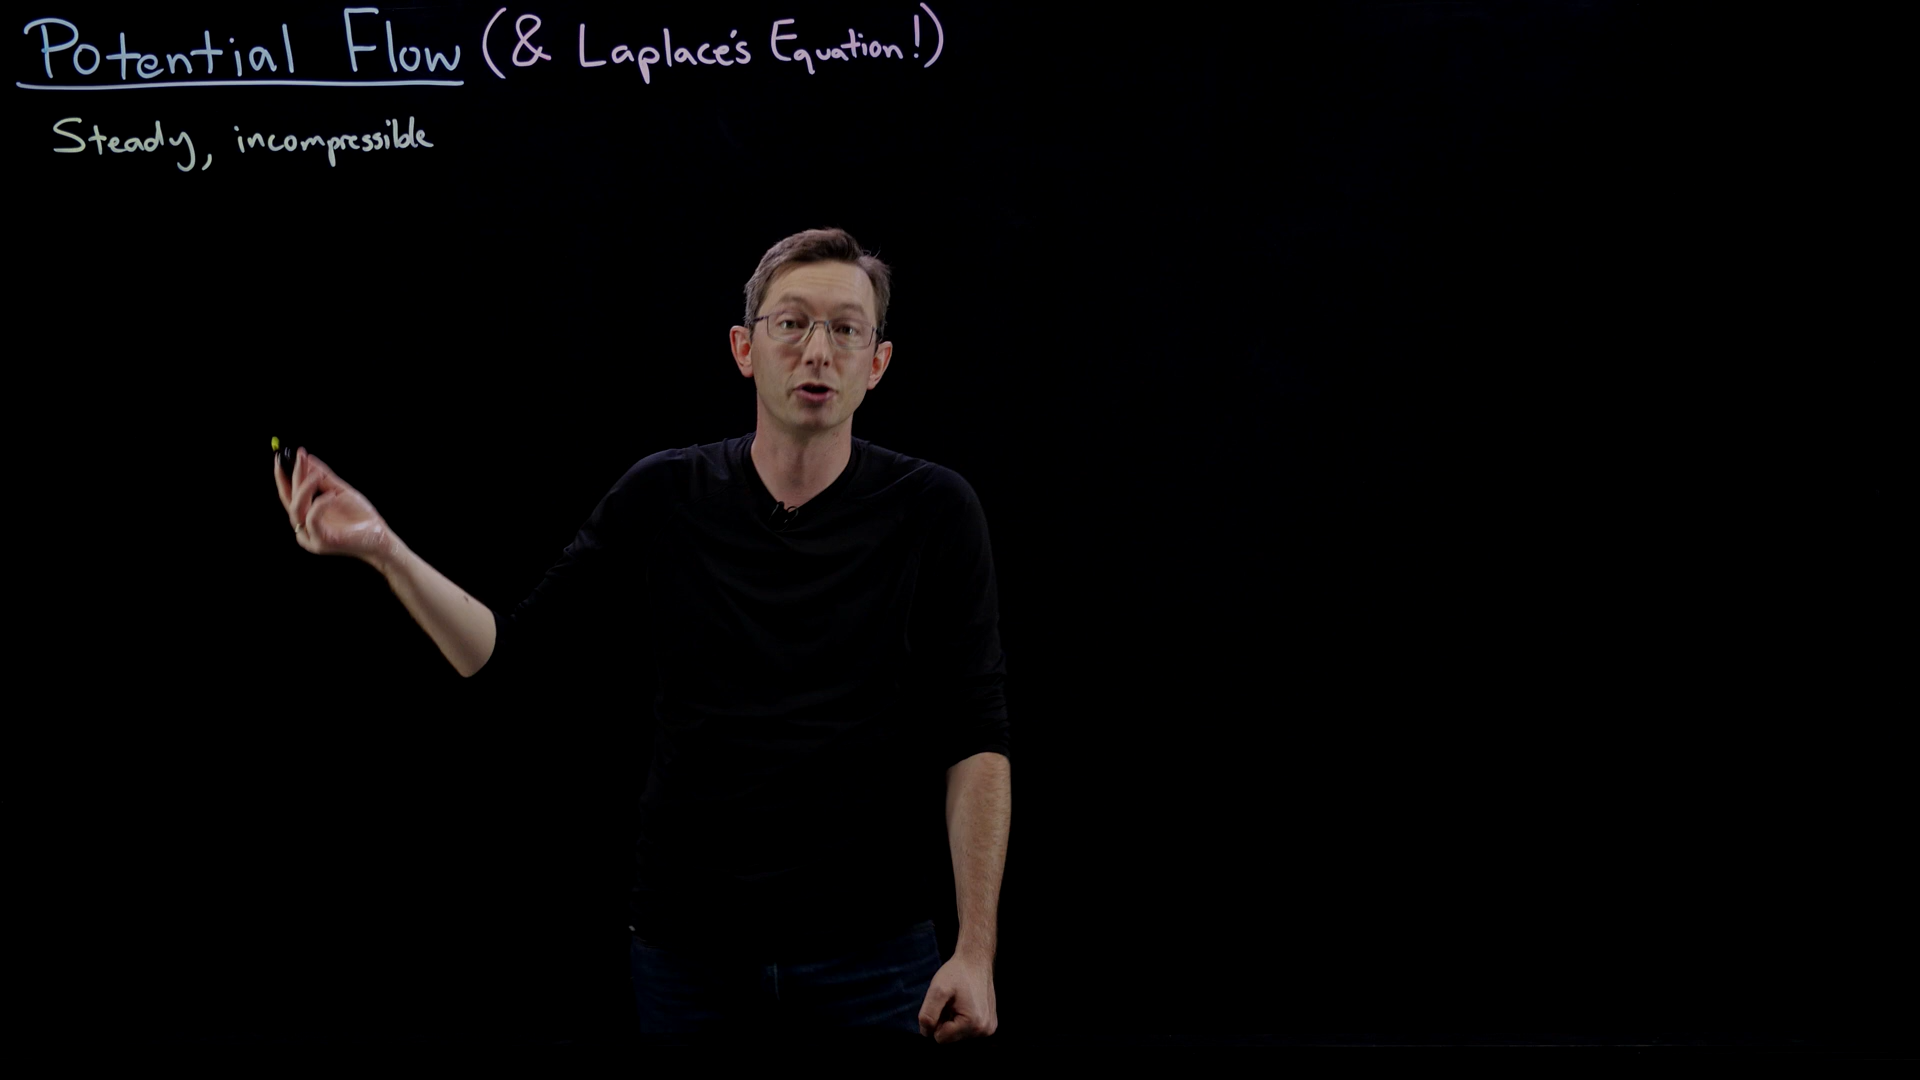 Potential Flow (& Laplace's Equation!)
Steady, incompressible